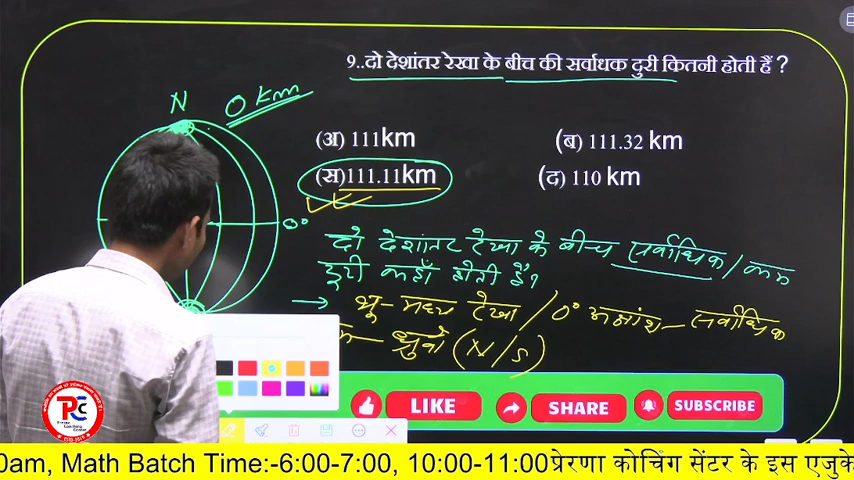 9..दो देशांतर रेखा के बीच की सर्वाधक दुरी कितनी होती हैं ?
N
0 km
(अ) 111km
(ब) 111.32 km
(स)111.11km
(द) 110 km
0°
दो देशांतर रेखा के बीच सर्वाधिक / कम
दूरी कहाँ होती हैं?
→ भू-मध्य रेखा / 0° अक्षांश - सर्वाधिक
- ध्रुवो (N/S)
LIKE
SHARE
SUBSCRIBE
PCC
0am, Math Batch Time:-6:00-7:00, 10:00-11:00प्रेरणा कोचिंग सेंटर के इस एजुके